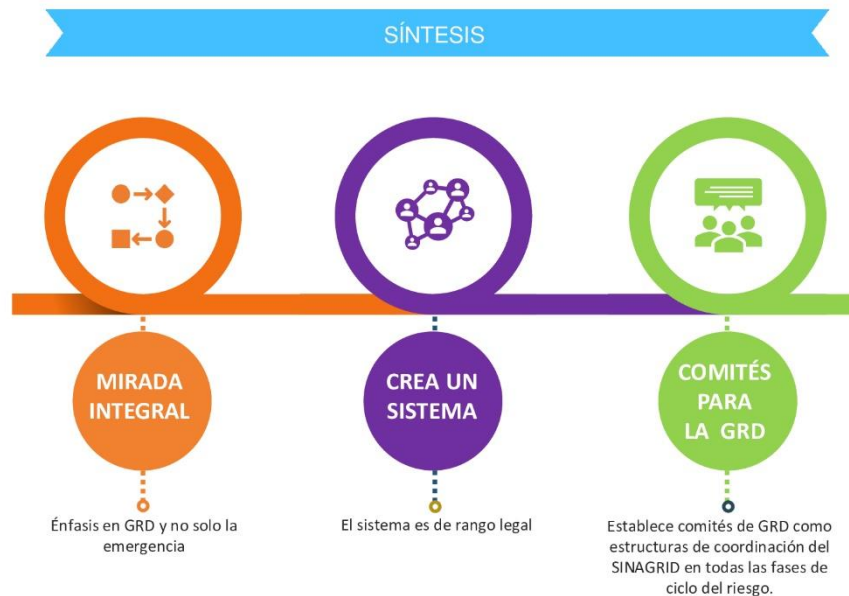 SÍNTESIS
MIRADA
INTEGRAL
Énfasis en GRD y no solo la
emergencia
CREA UN
SISTEMA
El sistema es de rango legal
COMITÉS
PARA
LA GRD
Establece comités de GRD como
estructuras de coordinación del
SINAGRID en todas las fases de
ciclo del riesgo.